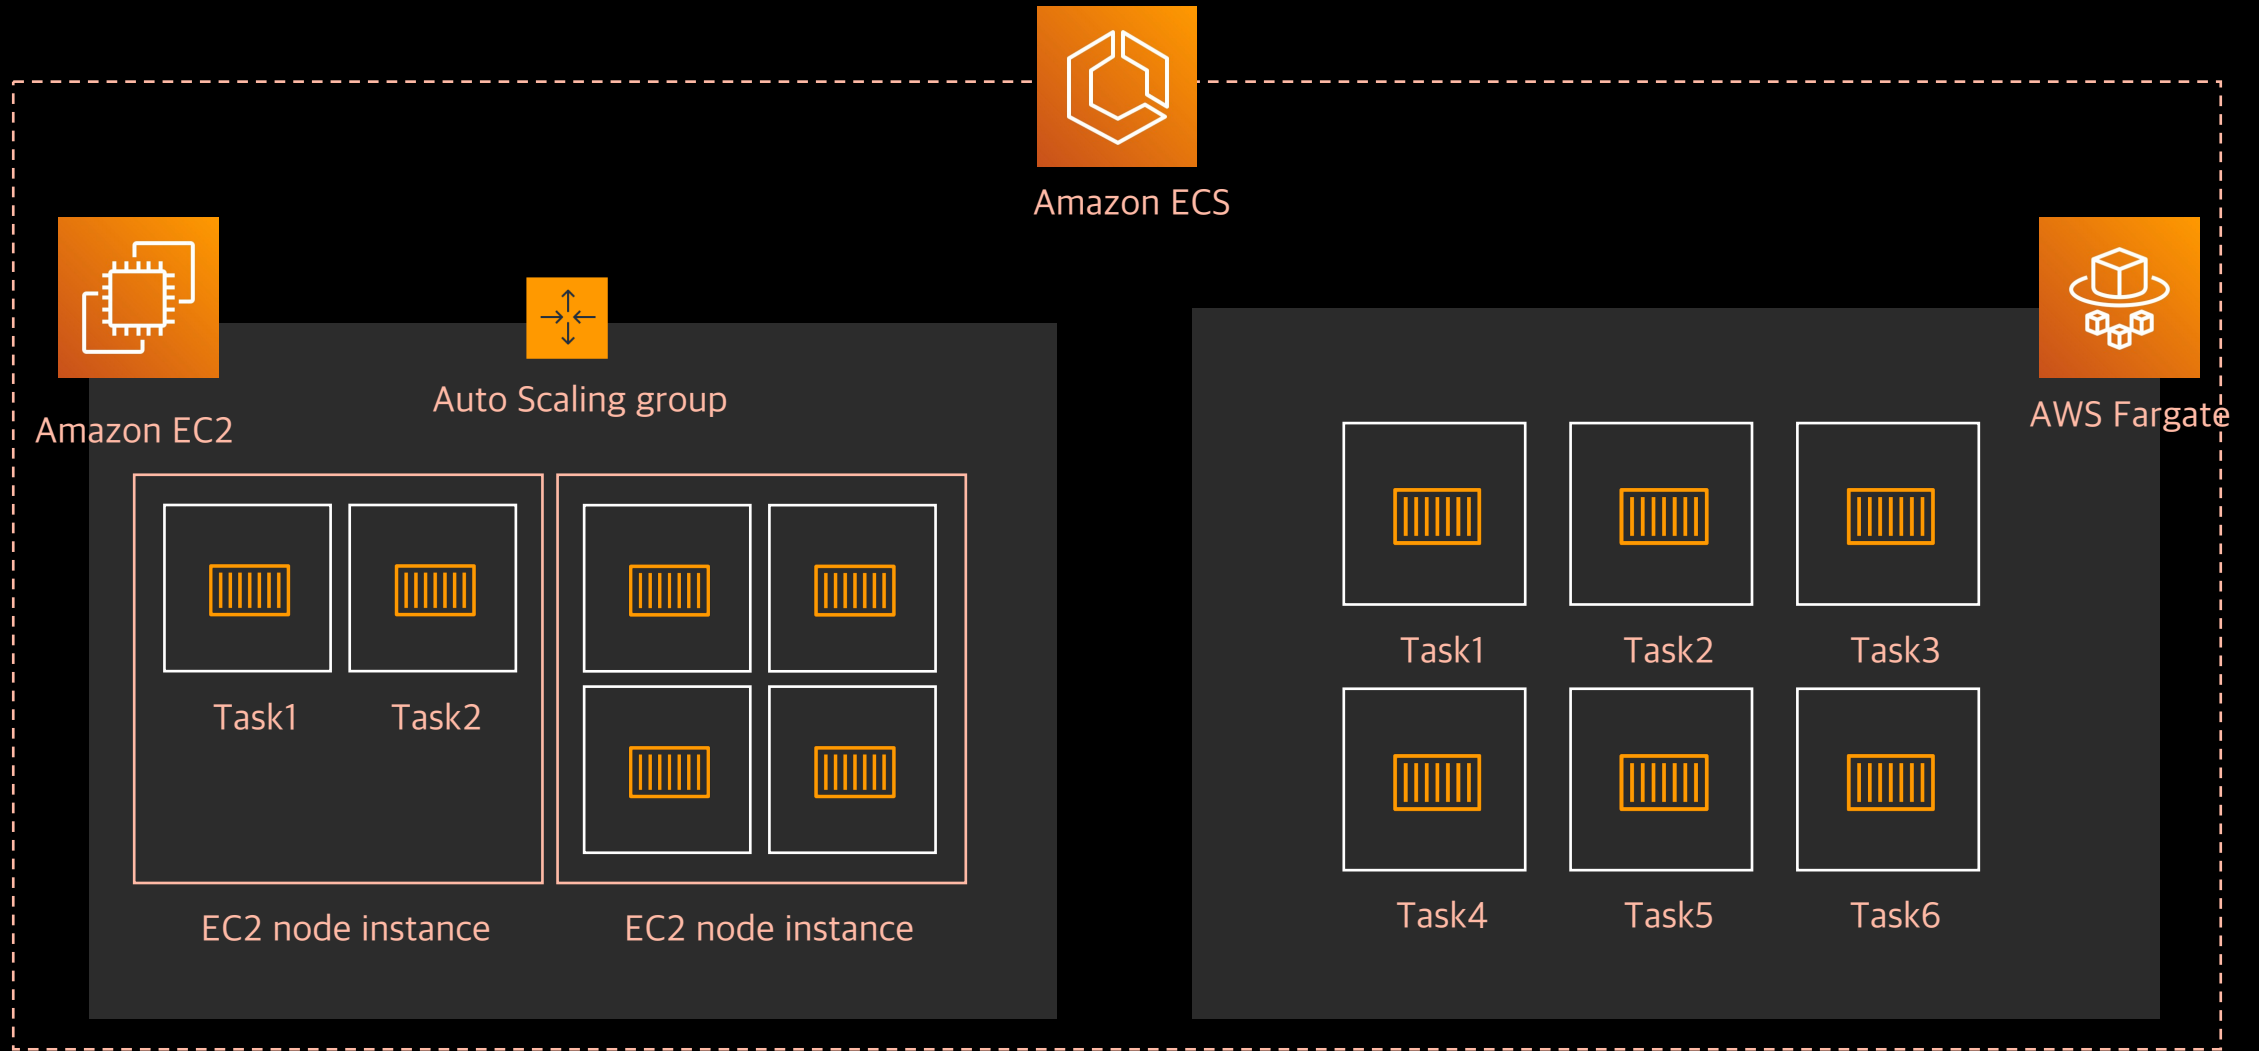 Amazon ECS
Amazon EC2
Auto Scaling group
Task1
Task2
EC2 node instance
EC2 node instance
AWS Fargate
Task1
Task2
Task3
Task4
Task5
Task6